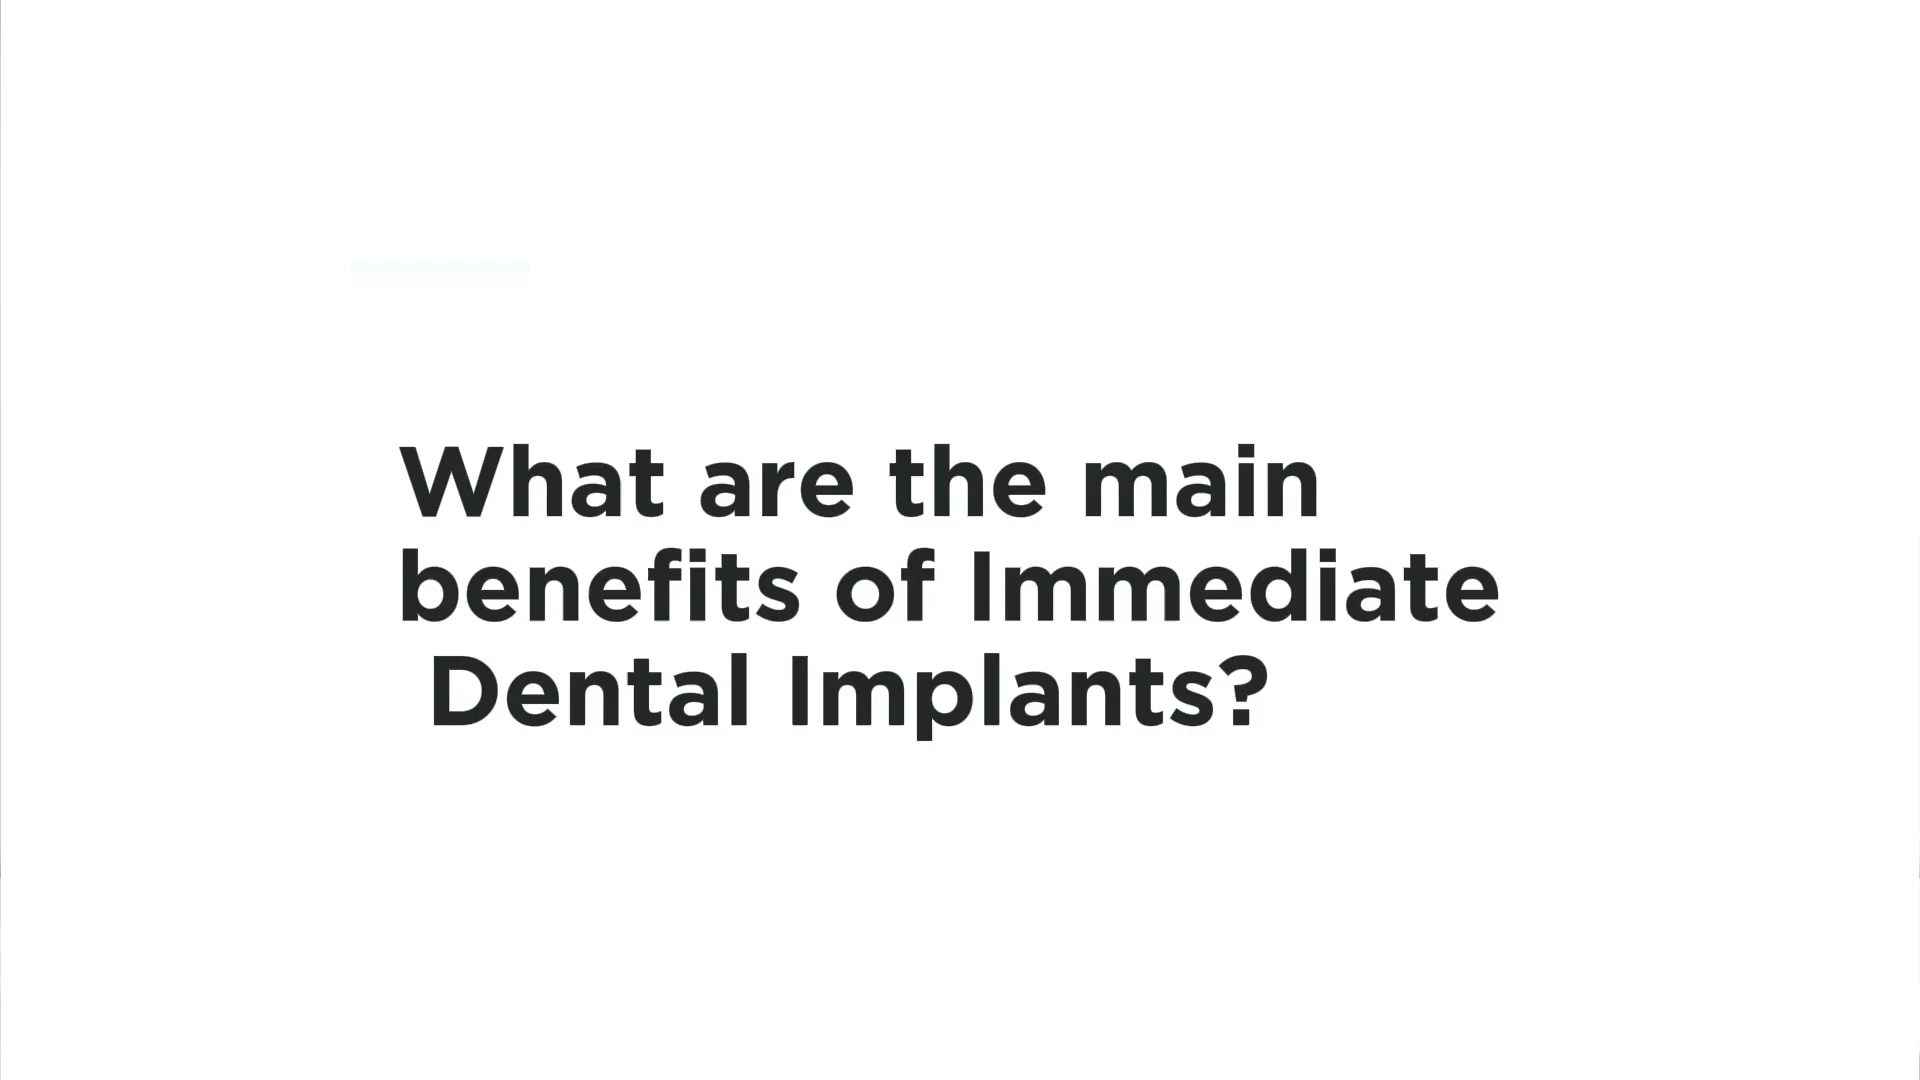 What are the main
benefits of Immediate
Dental Implants?